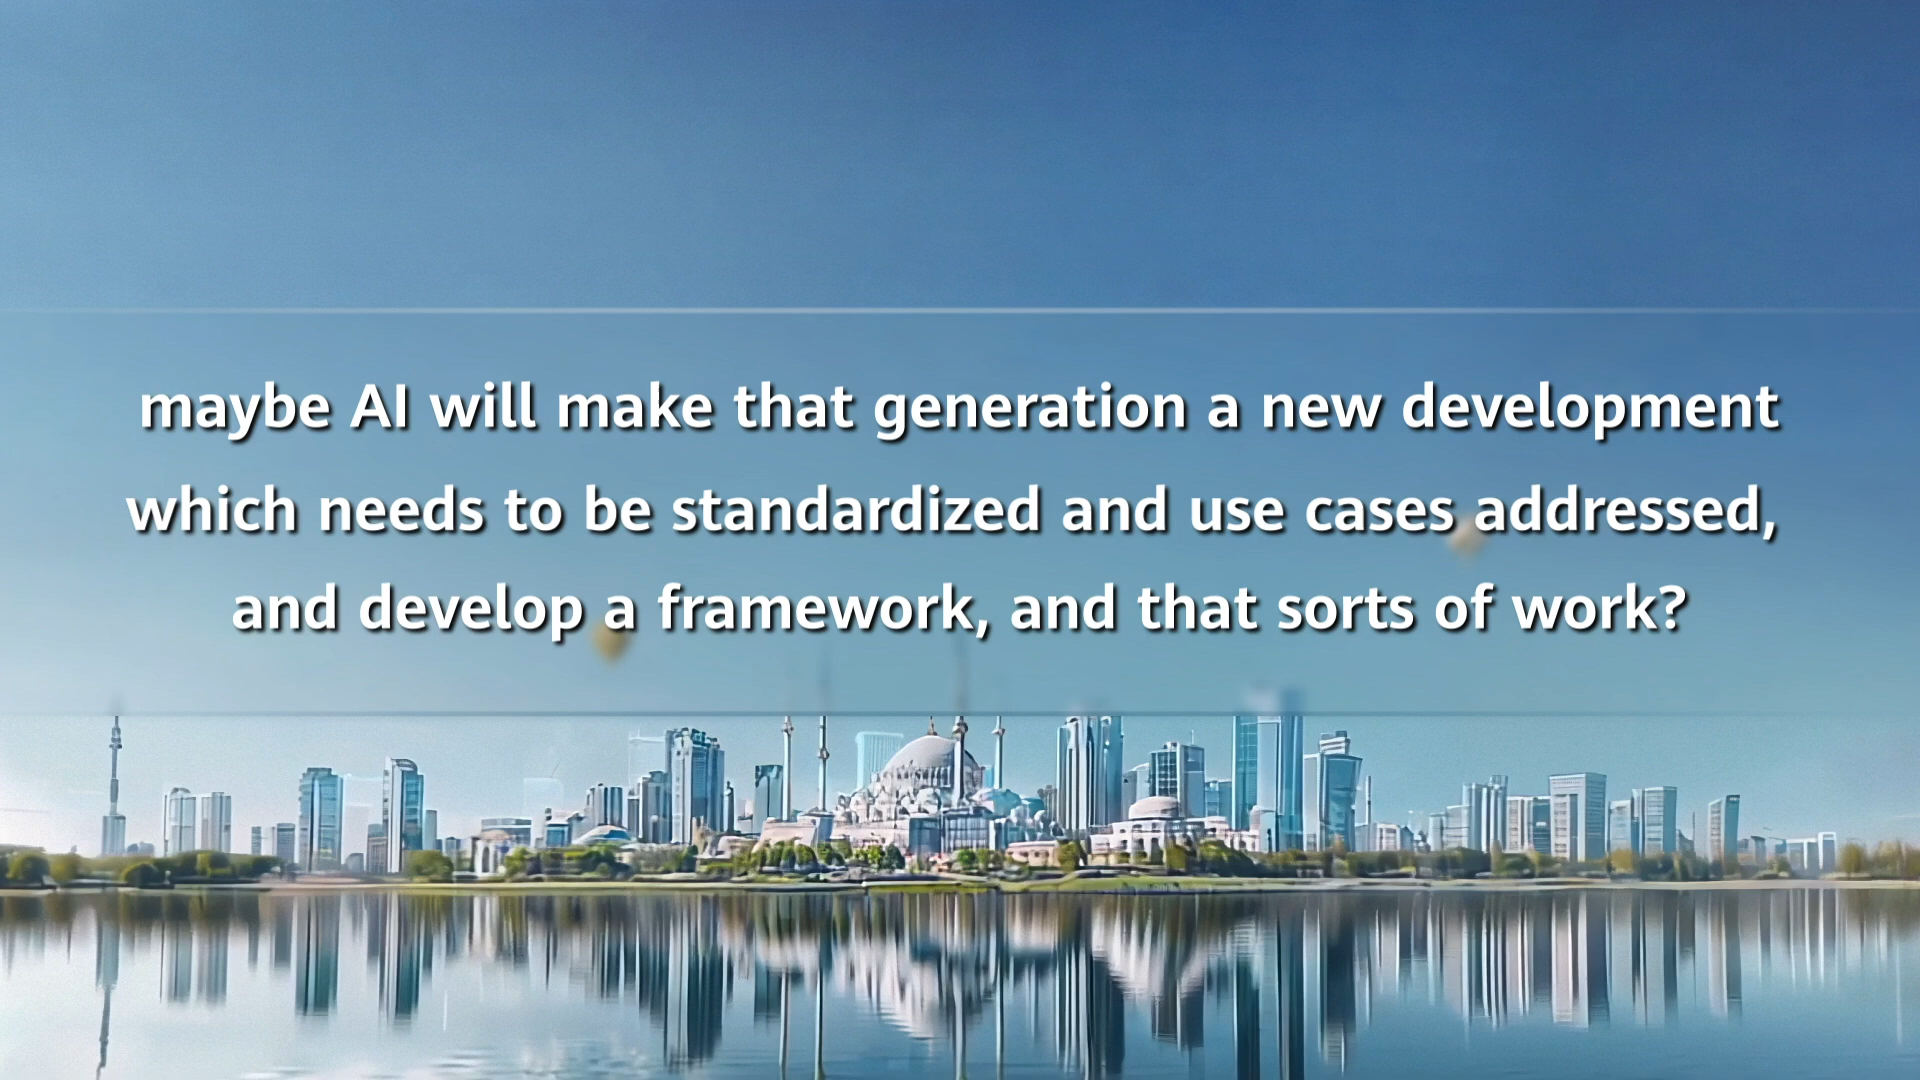 maybe AI will make that generation a new development
which needs to be standardized and use cases addressed,
and develop a framework, and that sorts of work?